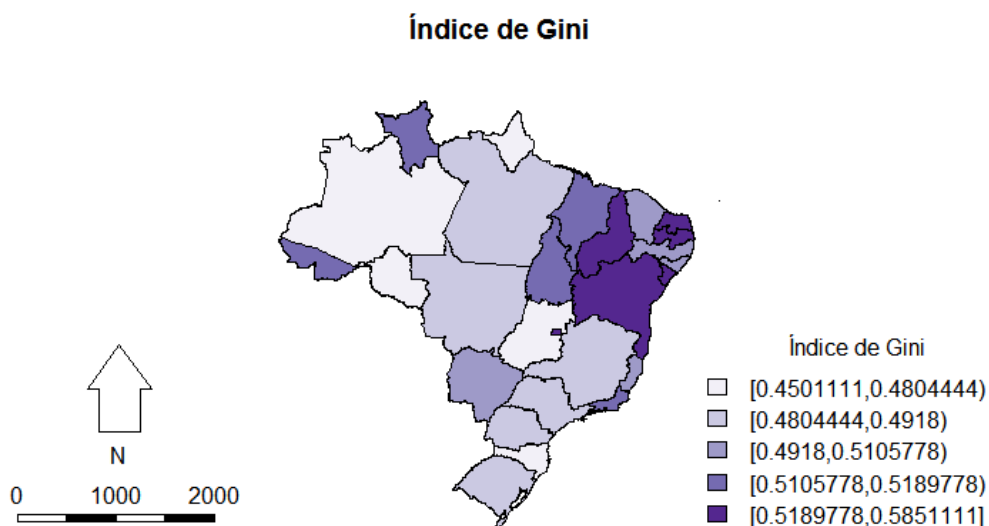 Índice de Gini
Índice de Gini
[0.4501111,0.4804444)
[0.4804444,0.4918)
[0.4918,0.5105778)
[0.5105778,0.5189778)
[0.5189778,0.5851111]
N
0 1000 2000